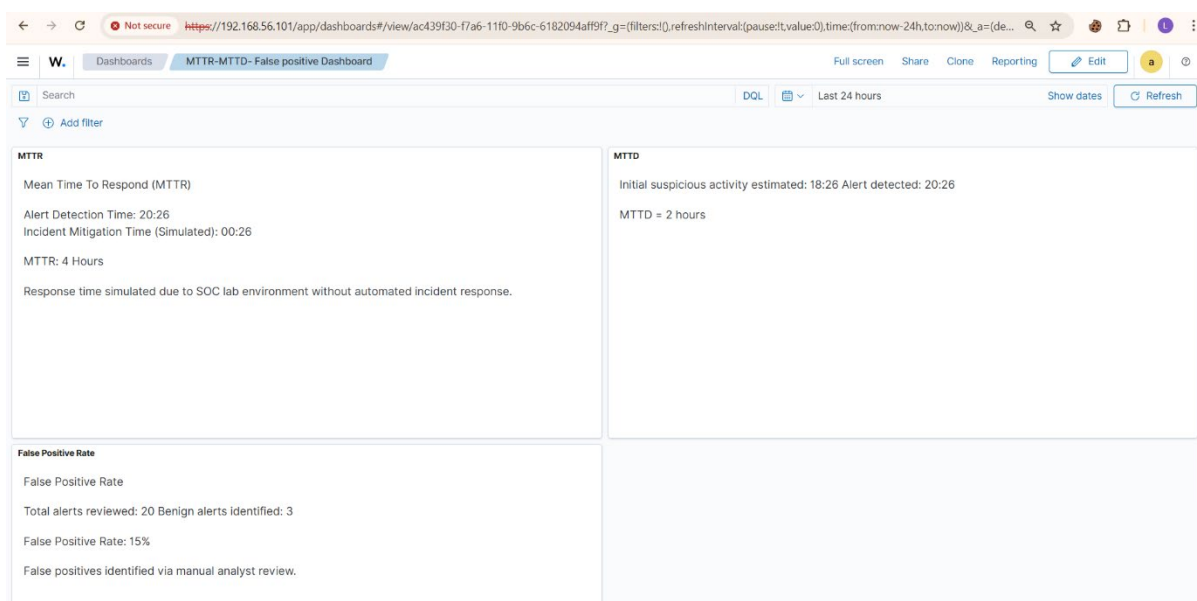 Not secure https://192.168.56.101/app/dashboards#/view/ac439f30-f7a6-11f0-9b6c-6182094aff9f?_g=(filters:!(),refreshInterval:(pause:!t,value:0),time:(from:now-24h,to:now))&_a=(de... L
W. Dashboards MTTR-MTTD- False positive Dashboard Full screen Share Clone Reporting Edit a
Search DQL Last 24 hours Show dates Refresh
Add filter
MTTR
Mean Time To Respond (MTTR)
Alert Detection Time: 20:26
Incident Mitigation Time (Simulated): 00:26
MTTR: 4 Hours
Response time simulated due to SOC lab environment without automated incident response.
MTTD
Initial suspicious activity estimated: 18:26 Alert detected: 20:26
MTTD = 2 hours
False Positive Rate
False Positive Rate
Total alerts reviewed: 20 Benign alerts identified: 3
False Positive Rate: 15%
False positives identified via manual analyst review.